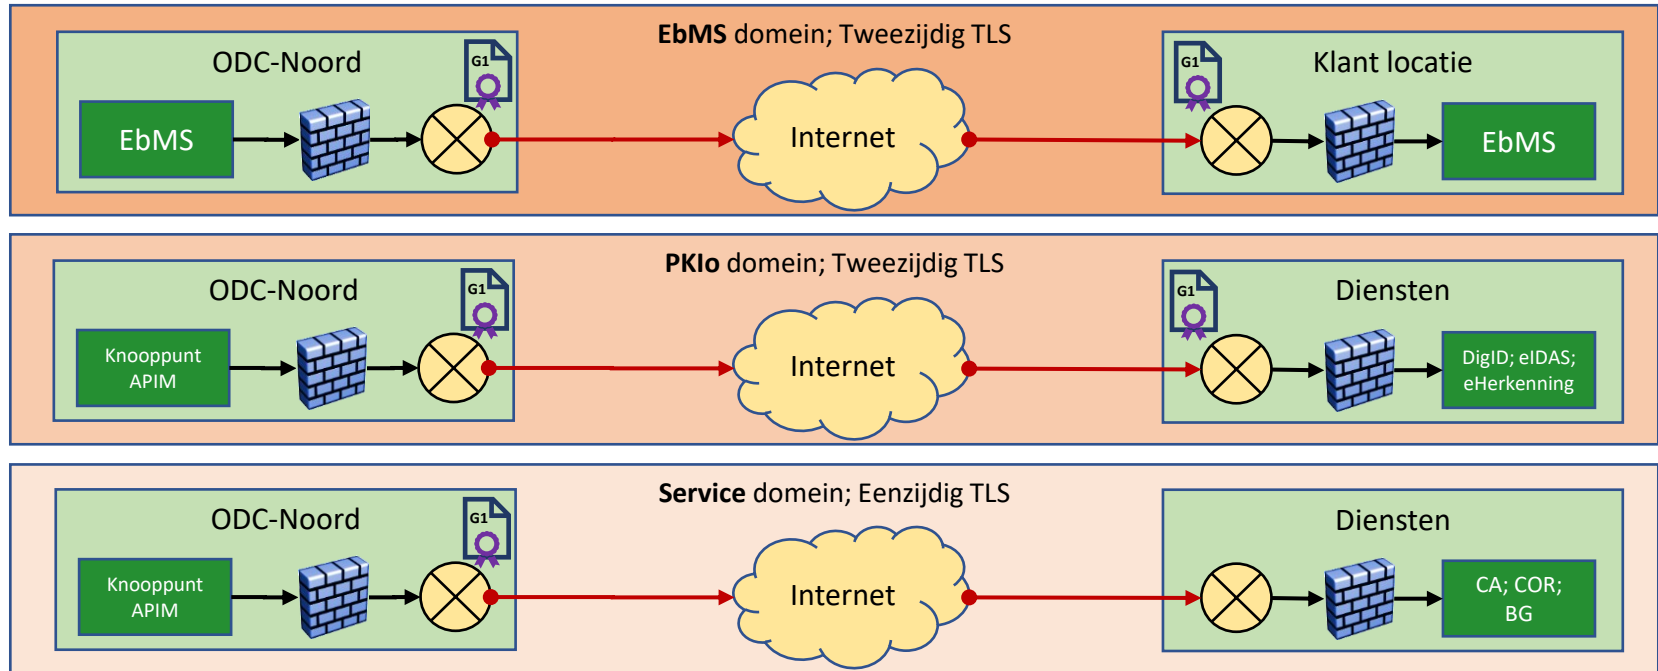 EbMS domein; Tweezijdig TLS
ODC-Noord
G1
EbMS
Internet
G1
Klant locatie
EbMS
PKIo domein; Tweezijdig TLS
ODC-Noord
G1
Knooppunt
APIM
Internet
G1
Diensten
DigID; eIDAS;
eHerkenning
Service domein; Eenzijdig TLS
ODC-Noord
G1
Knooppunt
APIM
Internet
Diensten
CA; COR;
BG